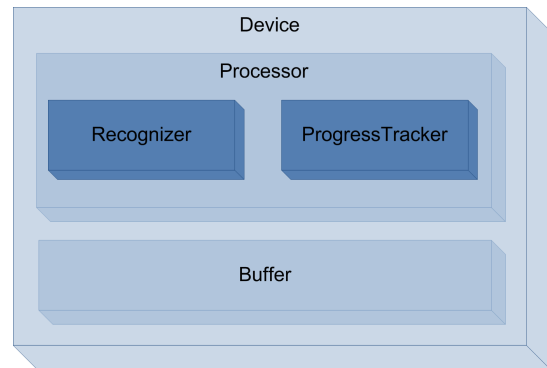 Device
Processor
Recognizer
ProgressTracker
Buffer